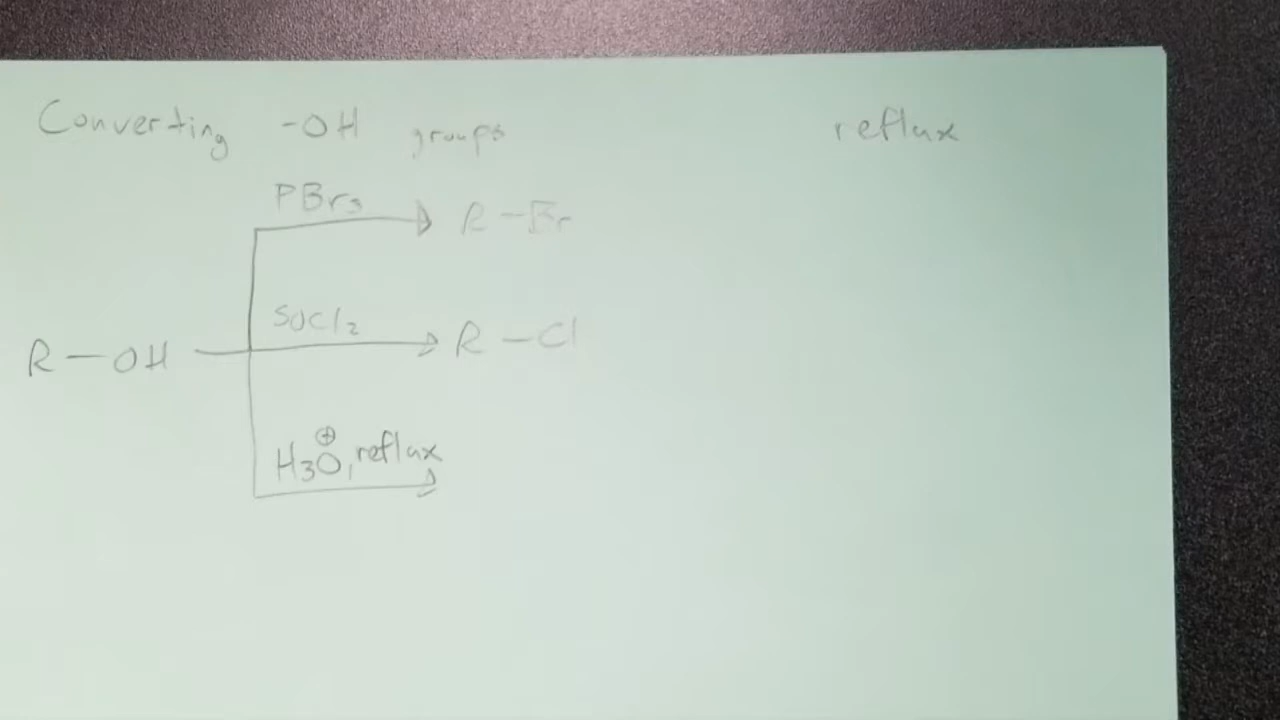 Converting -OH groups
reflux
PBr₃
R-Br
SOCl₂
R-OH
R-Cl
H₃O⊕, reflux